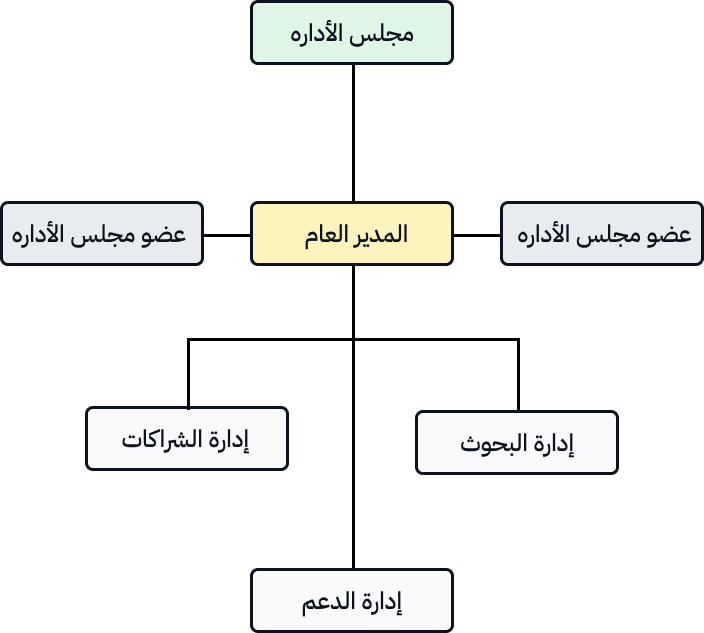 مجلس الأداره
عضو مجلس الأداره
المدير العام
عضو مجلس الأداره
إدارة البحوث
إدارة الشراكات
إدارة الدعم